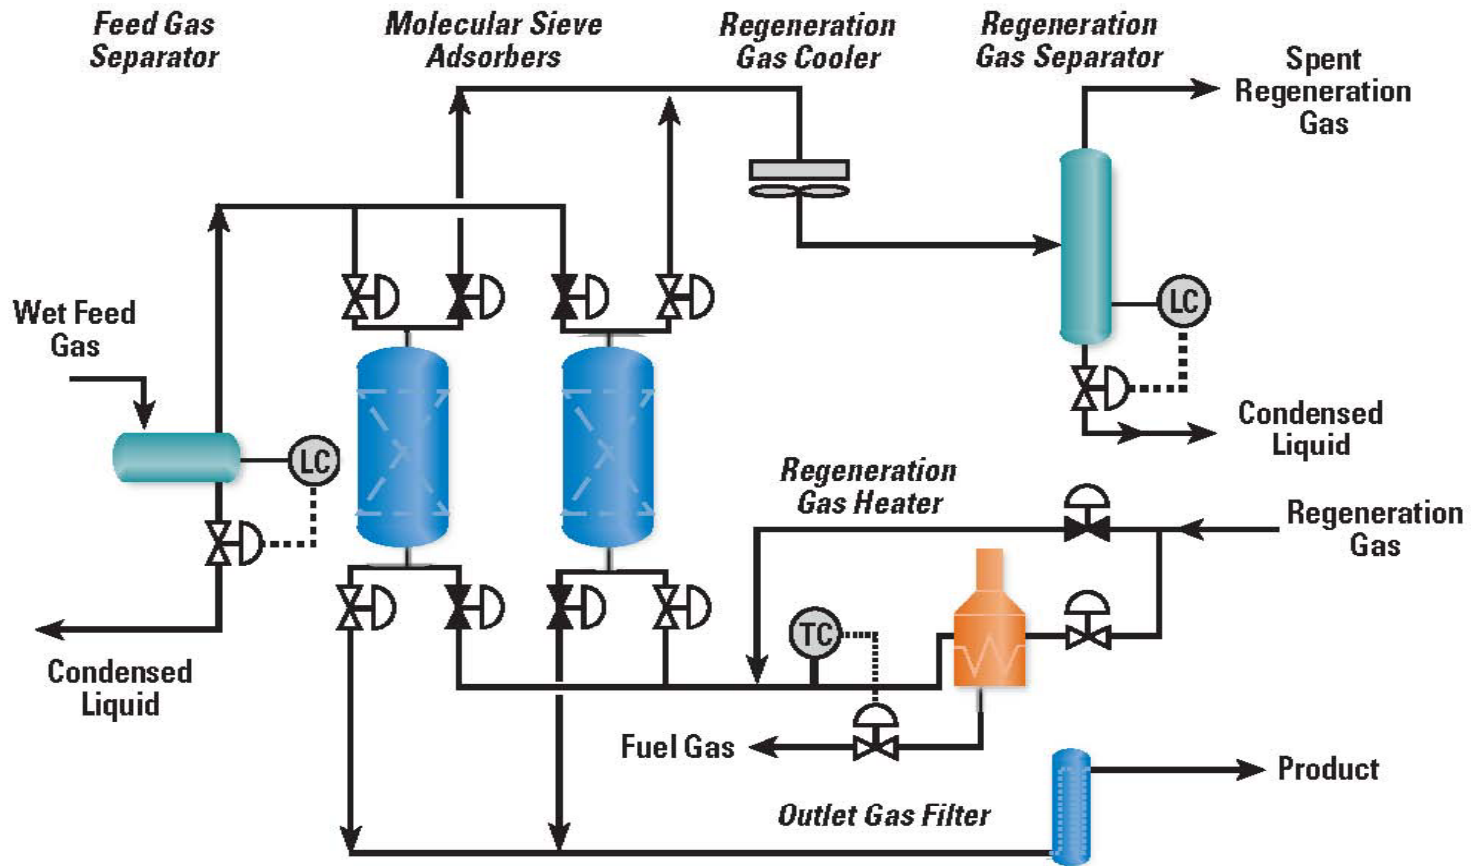 Feed Gas
Separator
Molecular Sieve
Adsorbers
Regeneration
Gas Cooler
Regeneration
Gas Separator
Spent
Regeneration
Gas
Wet Feed
Gas
LC
LC
Condensed
Liquid
Regeneration
Gas Heater
Regeneration
Gas
TC
Condensed
Liquid
Fuel Gas
Product
Outlet Gas Filter